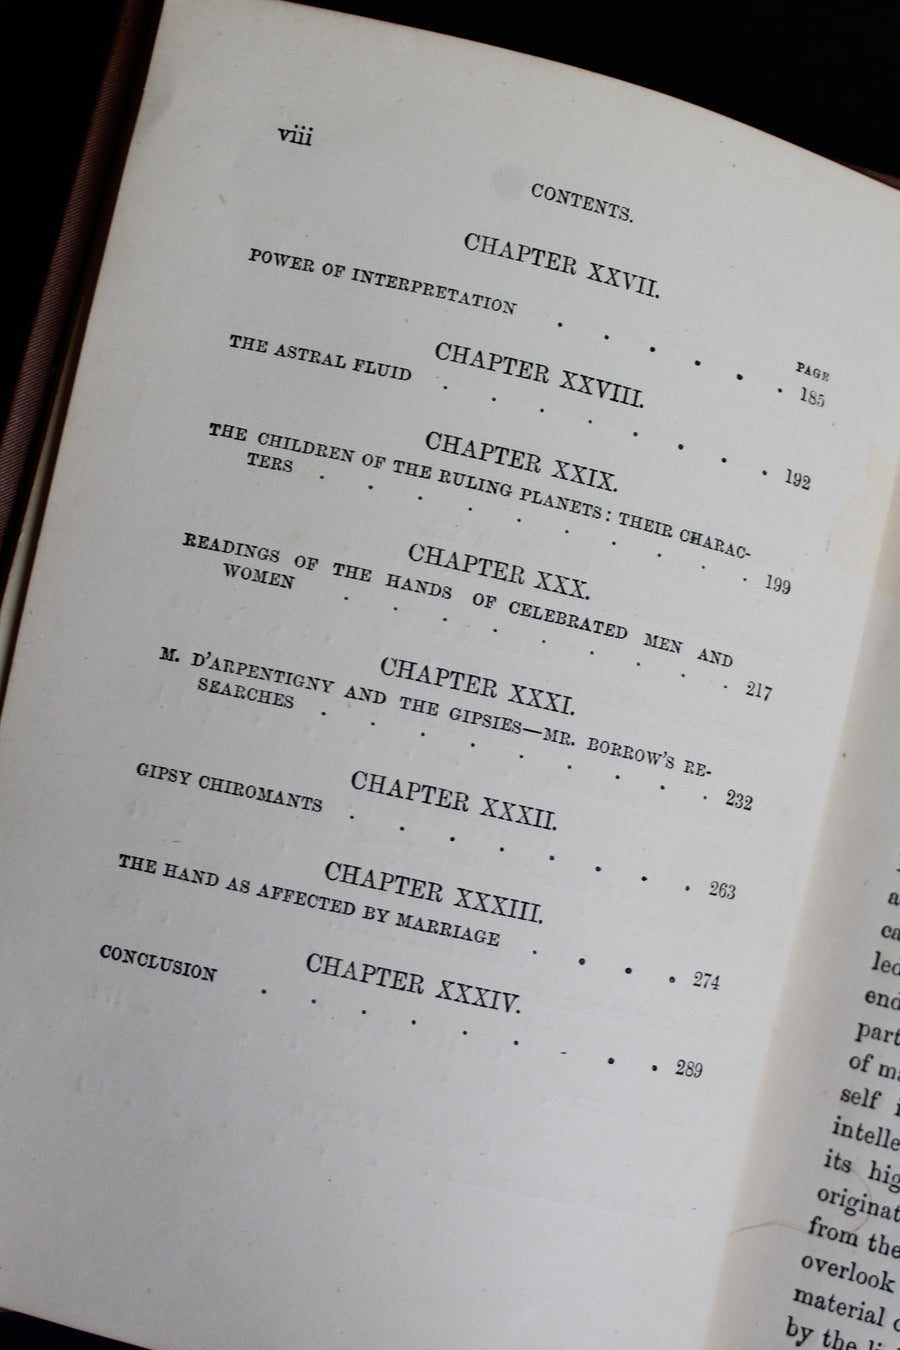 viii
CONTENTS.
CHAPTER XXVII.
PAGE
POWER OF INTERPRETATION . . . . . . 185
CHAPTER XXVIII.
THE ASTRAL FLUID . . . . . . . . 192
CHAPTER XXIX.
THE CHILDREN OF THE RULING PLANETS: THEIR CHARAC-
TERS . . . . . . . . . . 199
CHAPTER XXX.
READINGS OF THE HANDS OF CELEBRATED MEN AND
WOMEN . . . . . . . . . 217
CHAPTER XXXI.
M. D'ARPENTIGNY AND THE GIPSIES—MR. BORROW'S RE-
SEARCHES . . . . . . . . . 232
CHAPTER XXXII.
GIPSY CHIROMANTS . . . . . . . . 263
CHAPTER XXXIII.
THE HAND AS AFFECTED BY MARRIAGE . . . . 274
CHAPTER XXXIV.
CONCLUSION . . . . . . . . . 289
a
ca
led
end
part
of ma
self i
intelle
its hig
originat
from the
overlook
material o
by the li